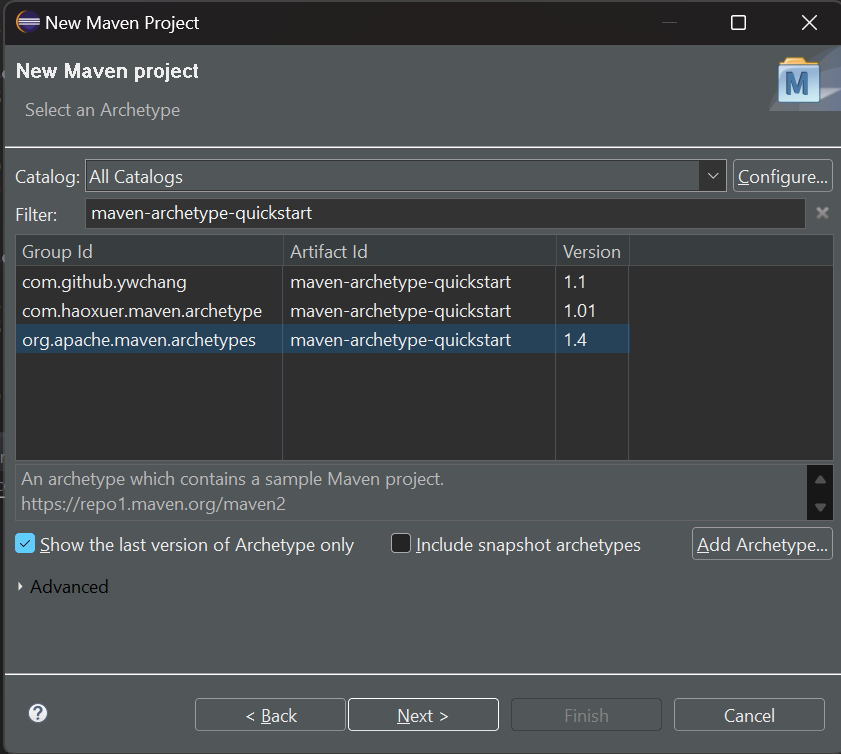 New Maven Project
New Maven project
Select an Archetype
M
Catalog: All Catalogs Configure...
Filter: maven-archetype-quickstart
Group Id Artifact Id Version
com.github.ywchang maven-archetype-quickstart 1.1
com.haoxuer.maven.archetype maven-archetype-quickstart 1.01
org.apache.maven.archetypes maven-archetype-quickstart 1.4
An archetype which contains a sample Maven project.
https://repo1.maven.org/maven2
Show the last version of Archetype only Include snapshot archetypes Add Archetype...
Advanced
? < Back Next > Finish Cancel